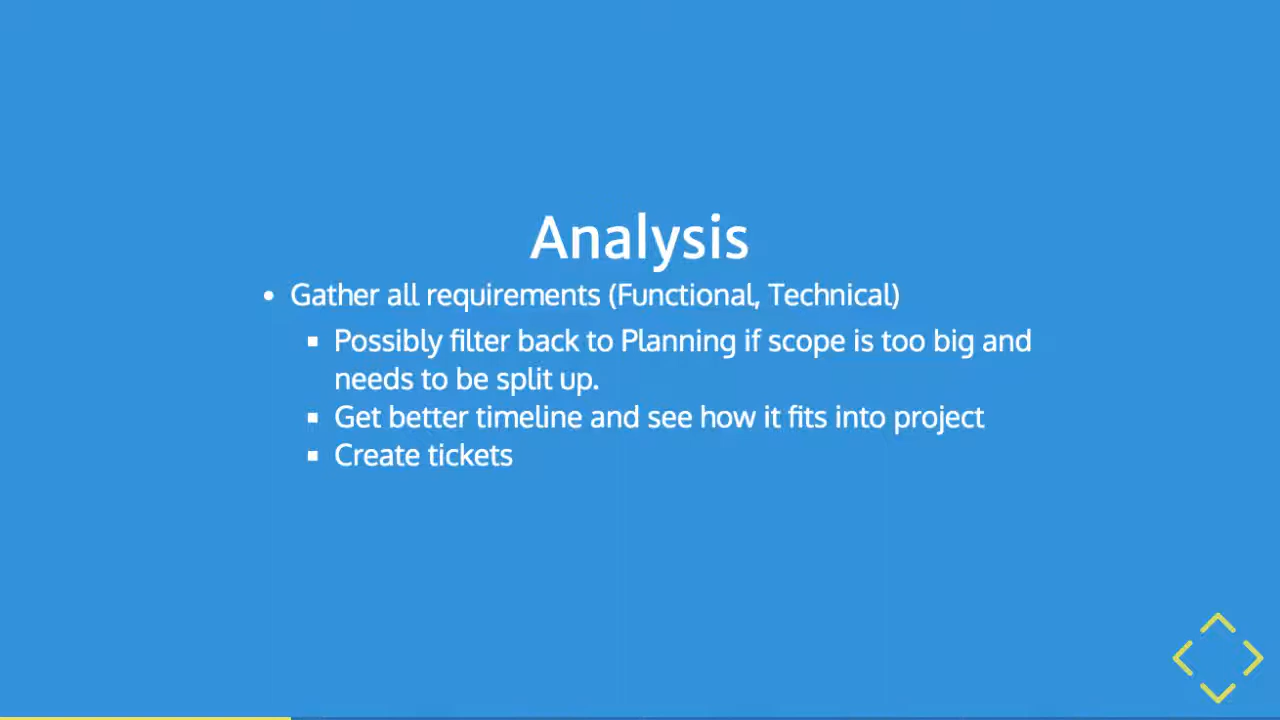 Analysis
• Gather all requirements (Functional, Technical)
▪ Possibly filter back to Planning if scope is too big and
needs to be split up.
▪ Get better timeline and see how it fits into project
▪ Create tickets